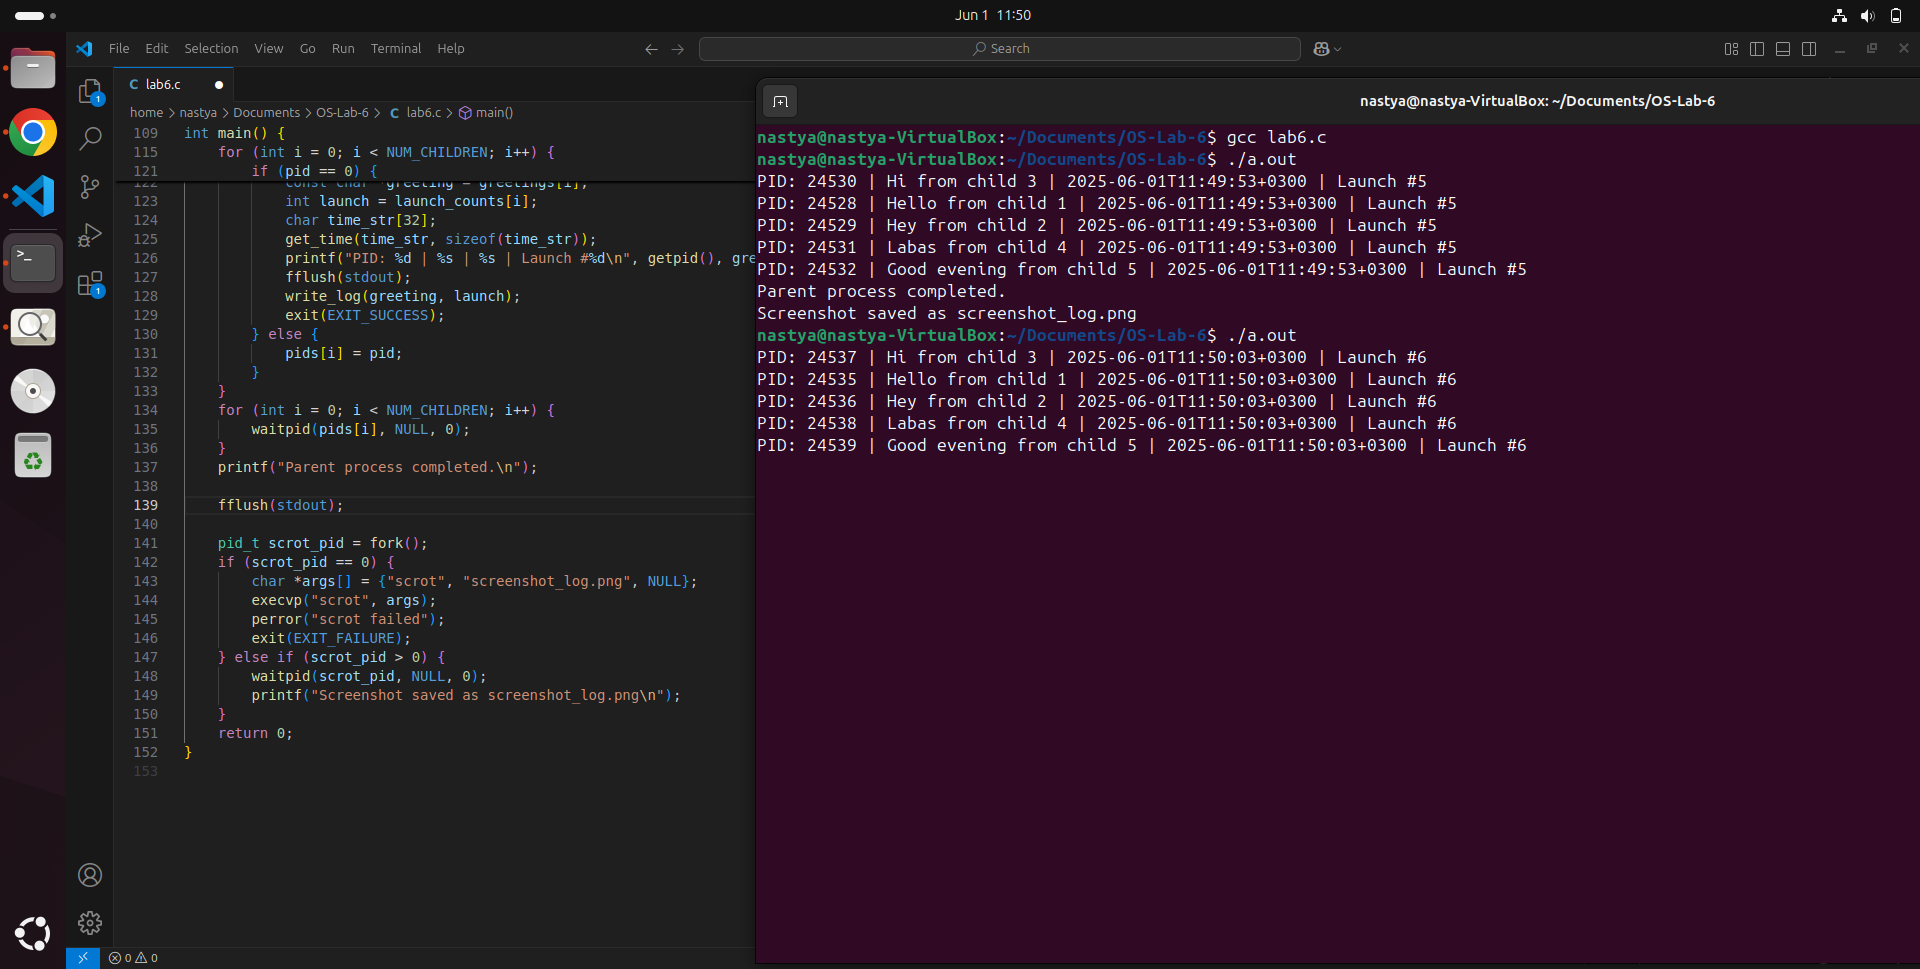 Jun 1 11:50
File Edit Selection View Go Run Terminal Help
Search
C lab6.c
home > nastya > Documents > OS-Lab-6 > C lab6.c > main()
109 int main() {
115 for (int i = 0; i < NUM_CHILDREN; i++) {
121 if (pid == 0) {
122 const char *greeting = greetings[i];
123 int launch = launch_counts[i];
124 char time_str[32];
125 get_time(time_str, sizeof(time_str));
126 printf("PID: %d | %s | %s | Launch #%d\n", getpid(), gre
127 fflush(stdout);
128 write_log(greeting, launch);
129 exit(EXIT_SUCCESS);
130 } else {
131 pids[i] = pid;
132 }
133 }
134 for (int i = 0; i < NUM_CHILDREN; i++) {
135 waitpid(pids[i], NULL, 0);
136 }
137 printf("Parent process completed.\n");
138
139 fflush(stdout);
140
141 pid_t scrot_pid = fork();
142 if (scrot_pid == 0) {
143 char *args[] = {"scrot", "screenshot_log.png", NULL};
144 execvp("scrot", args);
145 perror("scrot failed");
146 exit(EXIT_FAILURE);
147 } else if (scrot_pid > 0) {
148 waitpid(scrot_pid, NULL, 0);
149 printf("Screenshot saved as screenshot_log.png\n");
150 }
151 return 0;
152 }
153
1
1
0 0
nastya@nastya-VirtualBox: ~/Documents/OS-Lab-6
nastya@nastya-VirtualBox:~/Documents/OS-Lab-6$ gcc lab6.c
nastya@nastya-VirtualBox:~/Documents/OS-Lab-6$ ./a.out
PID: 24530 | Hi from child 3 | 2025-06-01T11:49:53+0300 | Launch #5
PID: 24528 | Hello from child 1 | 2025-06-01T11:49:53+0300 | Launch #5
PID: 24529 | Hey from child 2 | 2025-06-01T11:49:53+0300 | Launch #5
PID: 24531 | Labas from child 4 | 2025-06-01T11:49:53+0300 | Launch #5
PID: 24532 | Good evening from child 5 | 2025-06-01T11:49:53+0300 | Launch #5
Parent process completed.
Screenshot saved as screenshot_log.png
nastya@nastya-VirtualBox:~/Documents/OS-Lab-6$ ./a.out
PID: 24537 | Hi from child 3 | 2025-06-01T11:50:03+0300 | Launch #6
PID: 24535 | Hello from child 1 | 2025-06-01T11:50:03+0300 | Launch #6
PID: 24536 | Hey from child 2 | 2025-06-01T11:50:03+0300 | Launch #6
PID: 24538 | Labas from child 4 | 2025-06-01T11:50:03+0300 | Launch #6
PID: 24539 | Good evening from child 5 | 2025-06-01T11:50:03+0300 | Launch #6